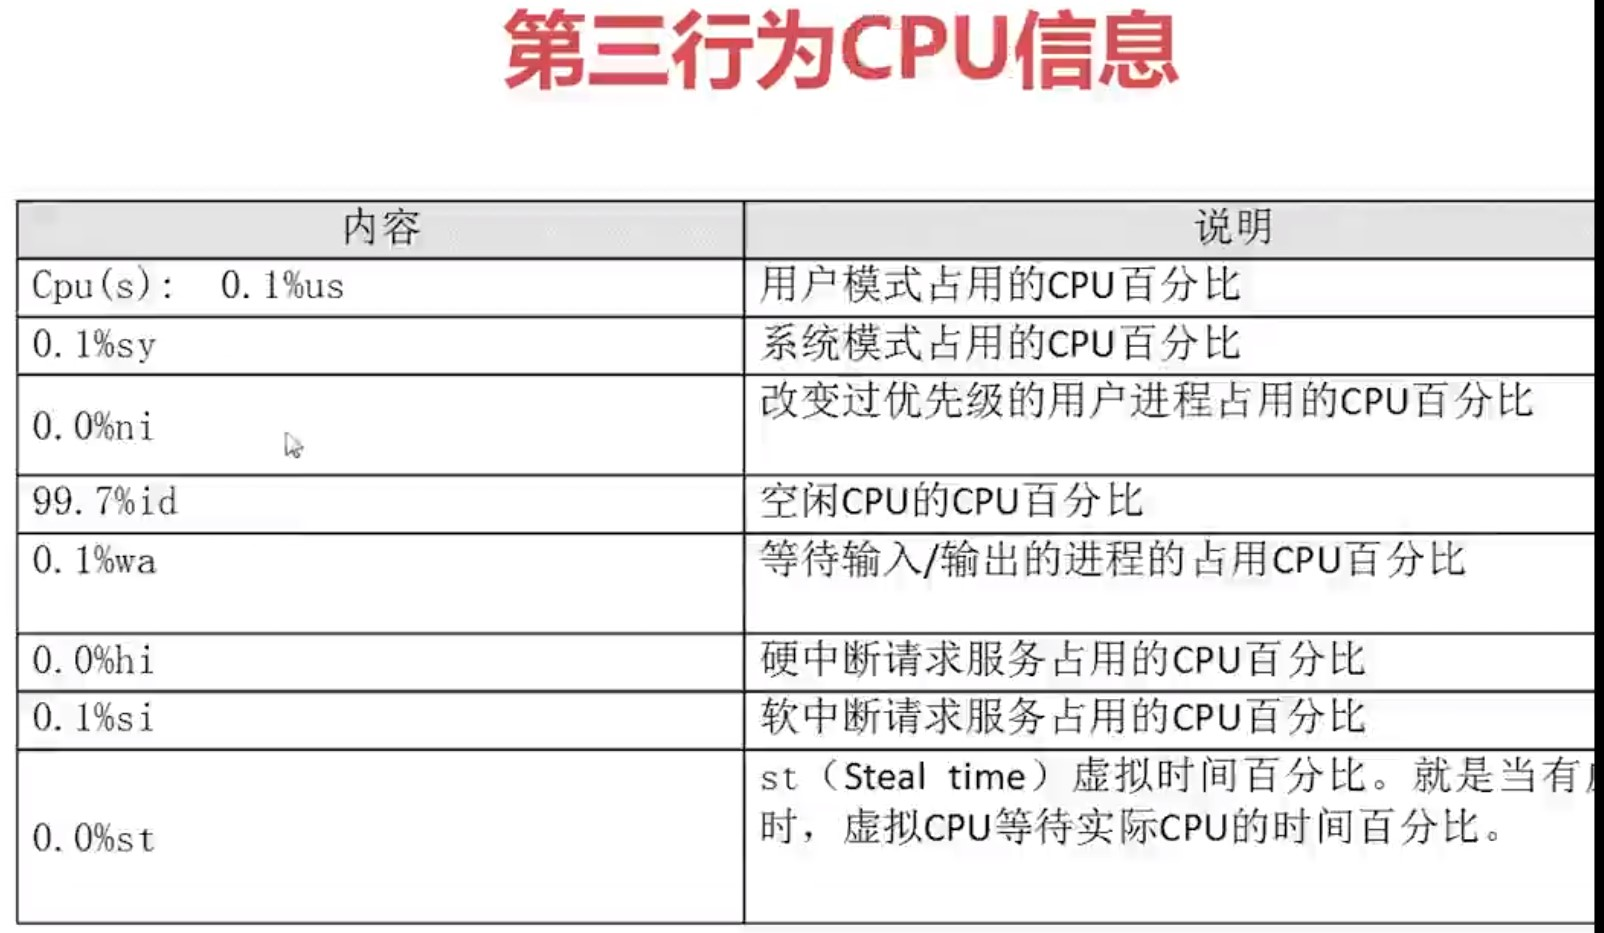 第三行为CPU信息
内容 说明
Cpu(s): 0.1%us 用户模式占用的CPU百分比
0.1%sy 系统模式占用的CPU百分比
0.0%ni 改变过优先级的用户进程占用的CPU百分比
99.7%id 空闲CPU的CPU百分比
0.1%wa 等待输入/输出的进程的占用CPU百分比
0.0%hi 硬中断请求服务占用的CPU百分比
0.1%si 软中断请求服务占用的CPU百分比
0.0%st st（Steal time）虚拟时间百分比。就是当有
时，虚拟CPU等待实际CPU的时间百分比。